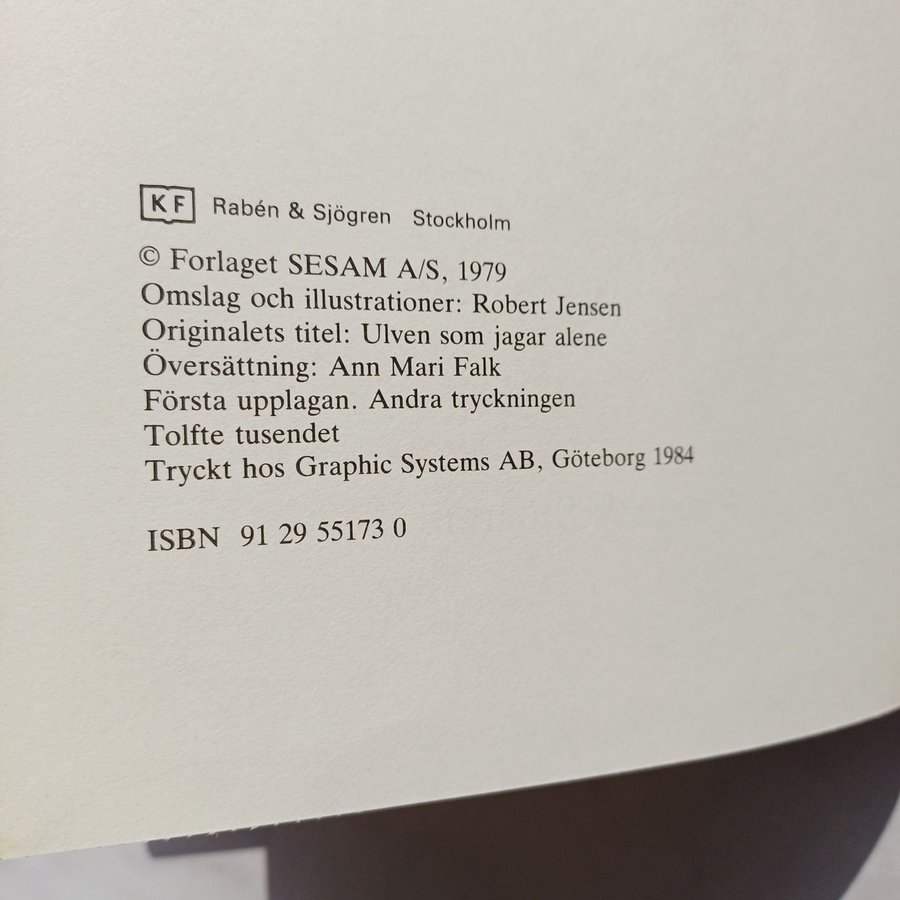 KF Rabén & Sjögren Stockholm
© Forlaget SESAM A/S, 1979
Omslag och illustrationer: Robert Jensen
Originalets titel: Ulven som jagar alene
Översättning: Ann Mari Falk
Första upplagan. Andra tryckningen
Tolfte tusendet
Tryckt hos Graphic Systems AB, Göteborg 1984
ISBN 91 29 55173 0